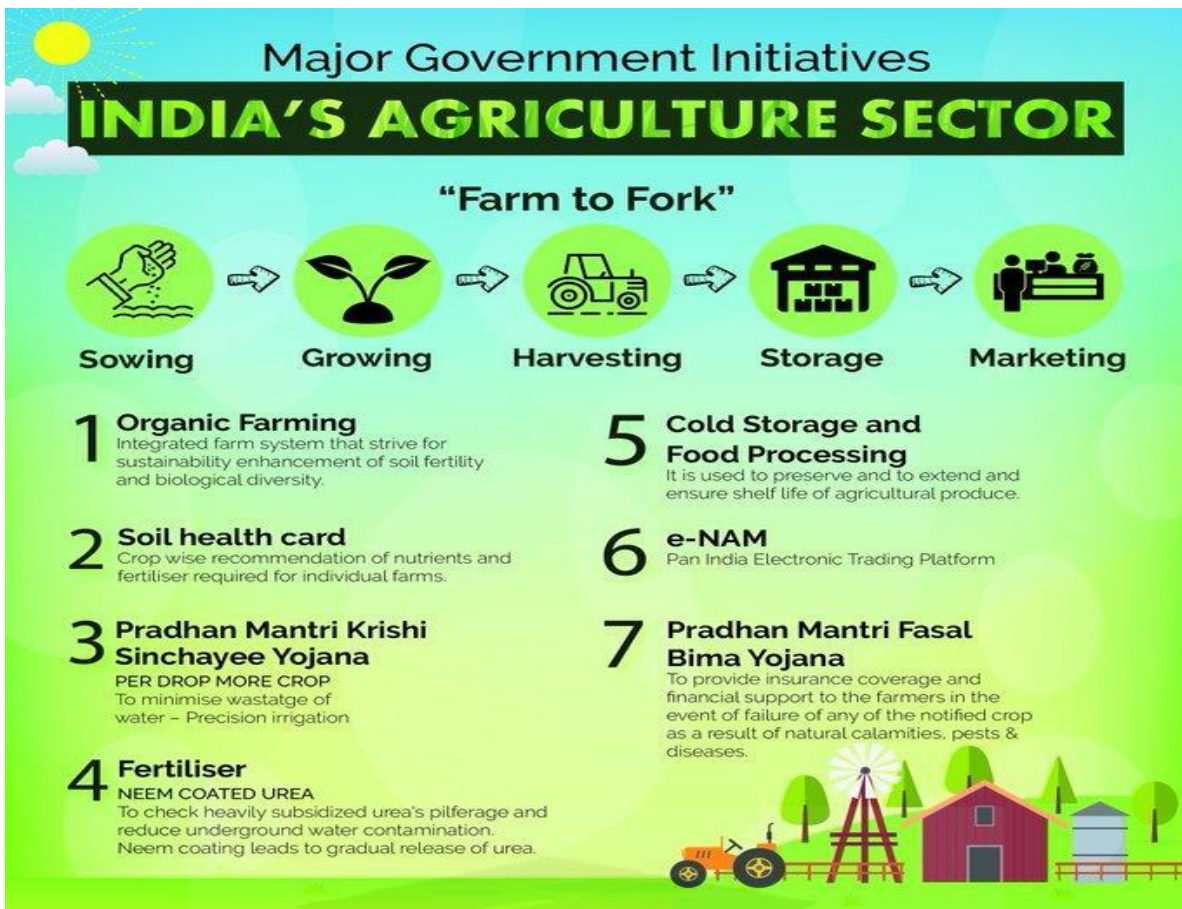 Major Government Initiatives
INDIA'S AGRICULTURE SECTOR
“Farm to Fork”
Sowing
Growing
Harvesting
Storage
Marketing
1 Organic Farming
Integrated farm system that strive for
sustainability enhancement of soil fertility
and biological diversity.
2 Soil health card
Crop wise recommendation of nutrients and
fertiliser required for individual farms.
3 Pradhan Mantri Krishi
Sinchayee Yojana
PER DROP MORE CROP
To minimise wastatge of
water – Precision irrigation
4 Fertiliser
NEEM COATED UREA
To check heavily subsidized urea's pilferage and
reduce underground water contamination.
Neem coating leads to gradual release of urea.
5 Cold Storage and
Food Processing
It is used to preserve and to extend and
ensure shelf life of agricultural produce.
6 e-NAM
Pan India Electronic Trading Platform
7 Pradhan Mantri Fasal
Bima Yojana
To provide insurance coverage and
financial support to the farmers in the
event of failure of any of the notified crop
as a result of natural calamities, pests &
diseases.